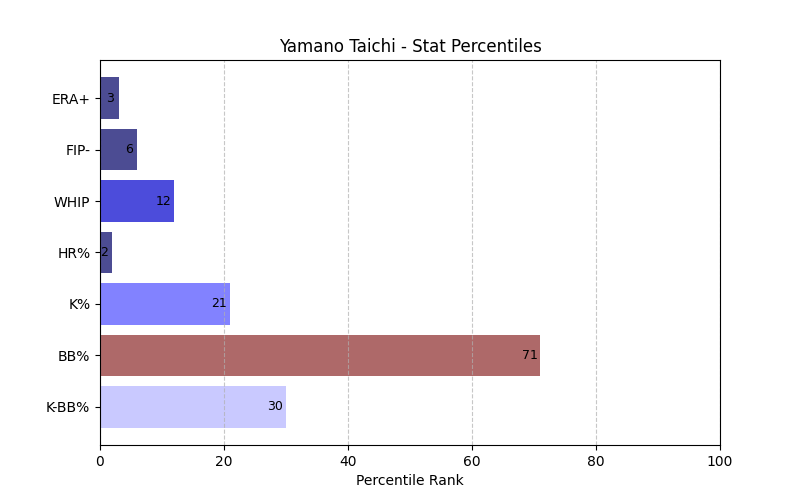 Yamano Taichi - Stat Percentiles
ERA+ 3
FIP- 6
WHIP 12
HR% 2
K% 21
BB% 71
K-BB% 30
0 20 40 60 80 100
Percentile Rank